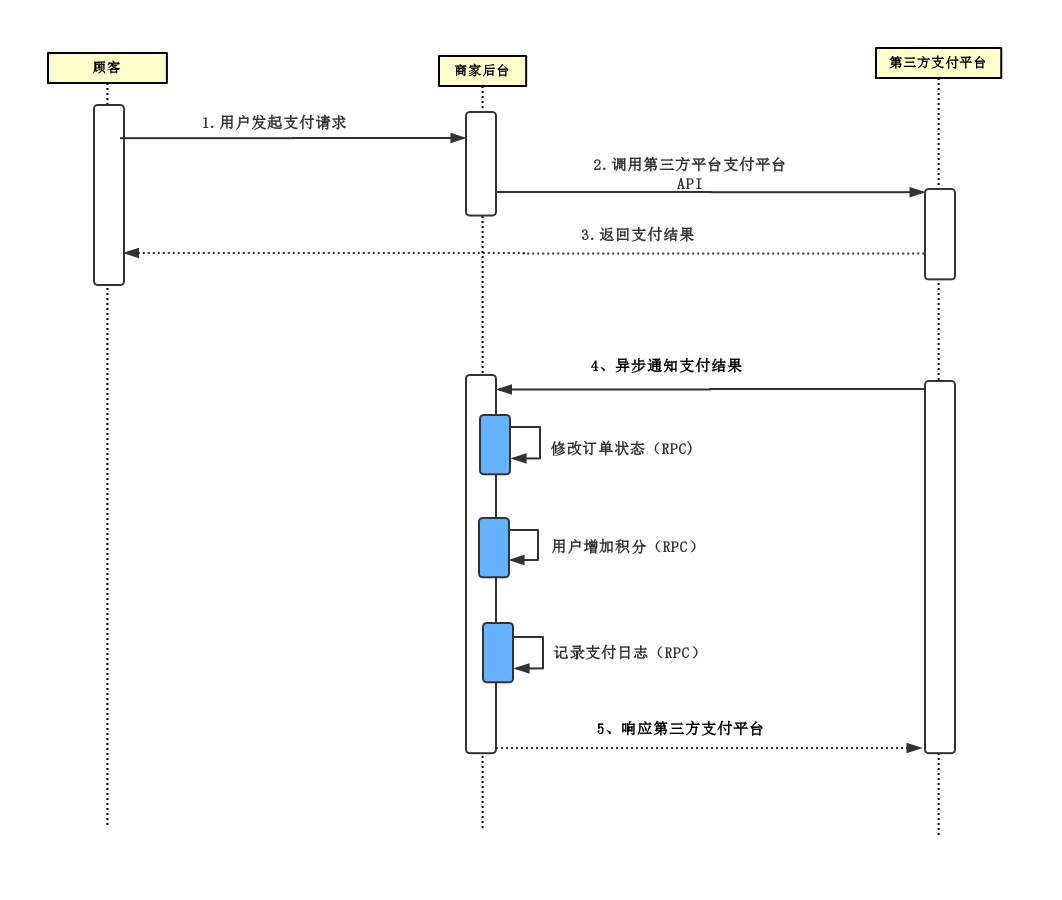 顾客
商家后台
第三方支付平台
1.用户发起支付请求
2.调用第三方平台支付平台
API
3.返回支付结果
4、异步通知支付结果
修改订单状态（RPC)
用户增加积分（RPC）
记录支付日志（RPC）
5、响应第三方支付平台